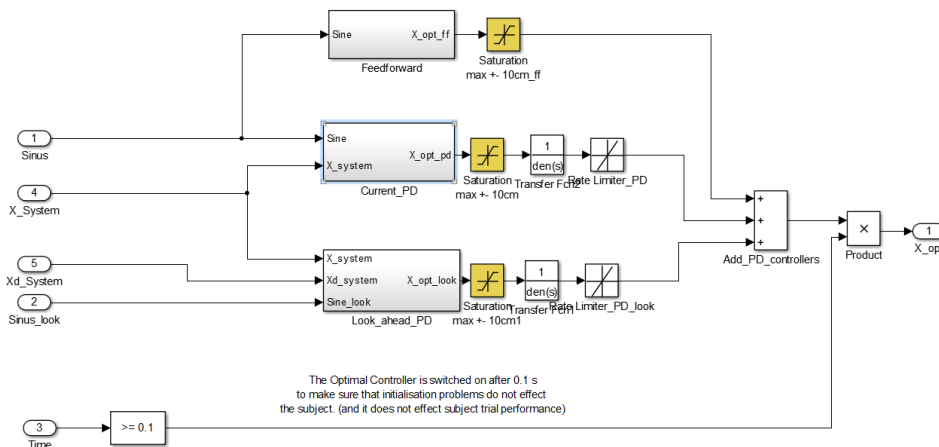 Sine
X_opt_ff
Feedforward
Saturation
max +- 10cm_ff
1
Sinus
Sine
X_system
X_opt_pd
Current_PD
Saturation
max +- 10cm
1
den(s)
Transfer Fcn2
Rate Limiter_PD
4
X_System
+
+
+
Add_PD_controllers
×
Product
1
X_op
5
Xd_System
2
Sinus_look
X_system
Xd_system
Sine_look
X_opt_look
Look_ahead_PD
Saturation
max +- 10cm1
1
den(s)
Transfer Fcn1
Rate Limiter_PD_look
The Optimal Controller is switched on after 0.1 s
to make sure that initialisation problems do not effect
the subject. (and it does not effect subject trial performance)
3
Time
>= 0.1